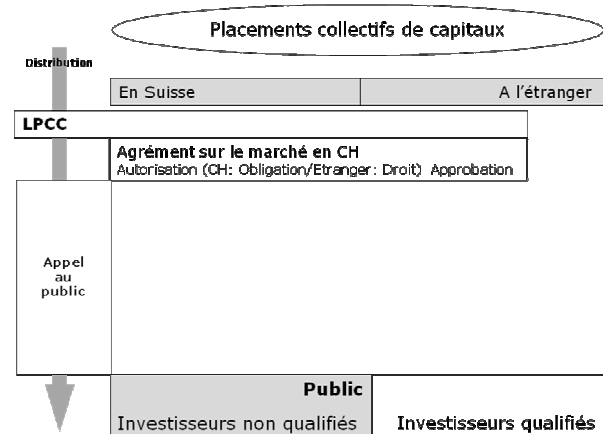 Placements collectifs de capitaux
Distribution
En Suisse
A l'étranger
LPCC
Agrément sur le marché en CH
Autorisation (CH: Obligation/Etranger: Droit) Approbation
Appel
au
public
Public
Investisseurs non qualifiés
Investisseurs qualifiés